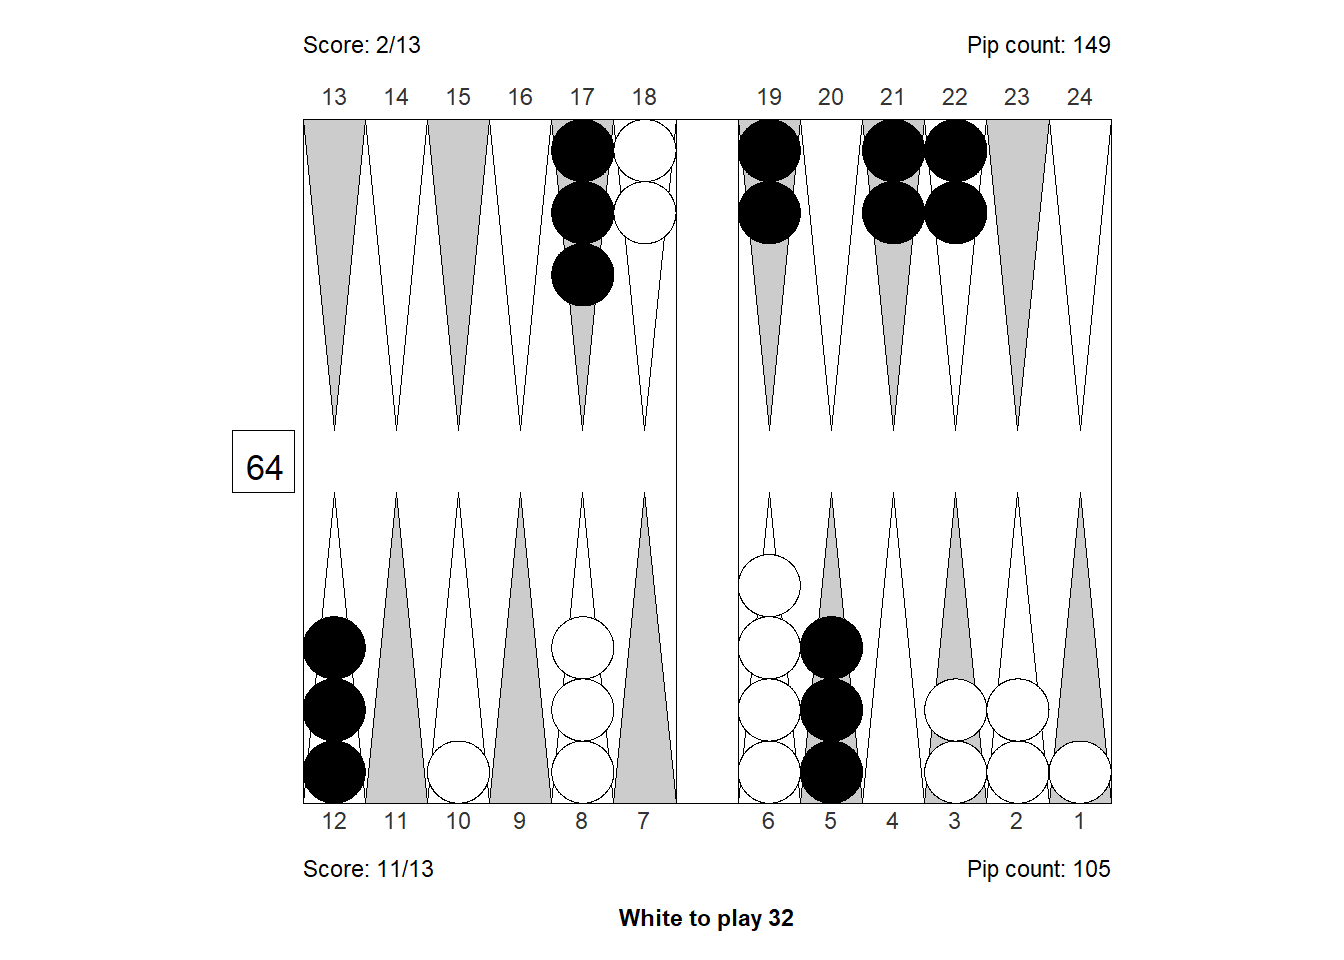 Score: 2/13 Pip count: 149
13 14 15 16 17 18 19 20 21 22 23 24
64
12 11 10 9 8 7 6 5 4 3 2 1
Score: 11/13 Pip count: 105
White to play 32